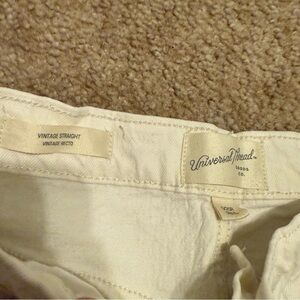 VINTAGE STRAIGHT
VINTAGE RECTO
Universal Thread
GOODS
CO.